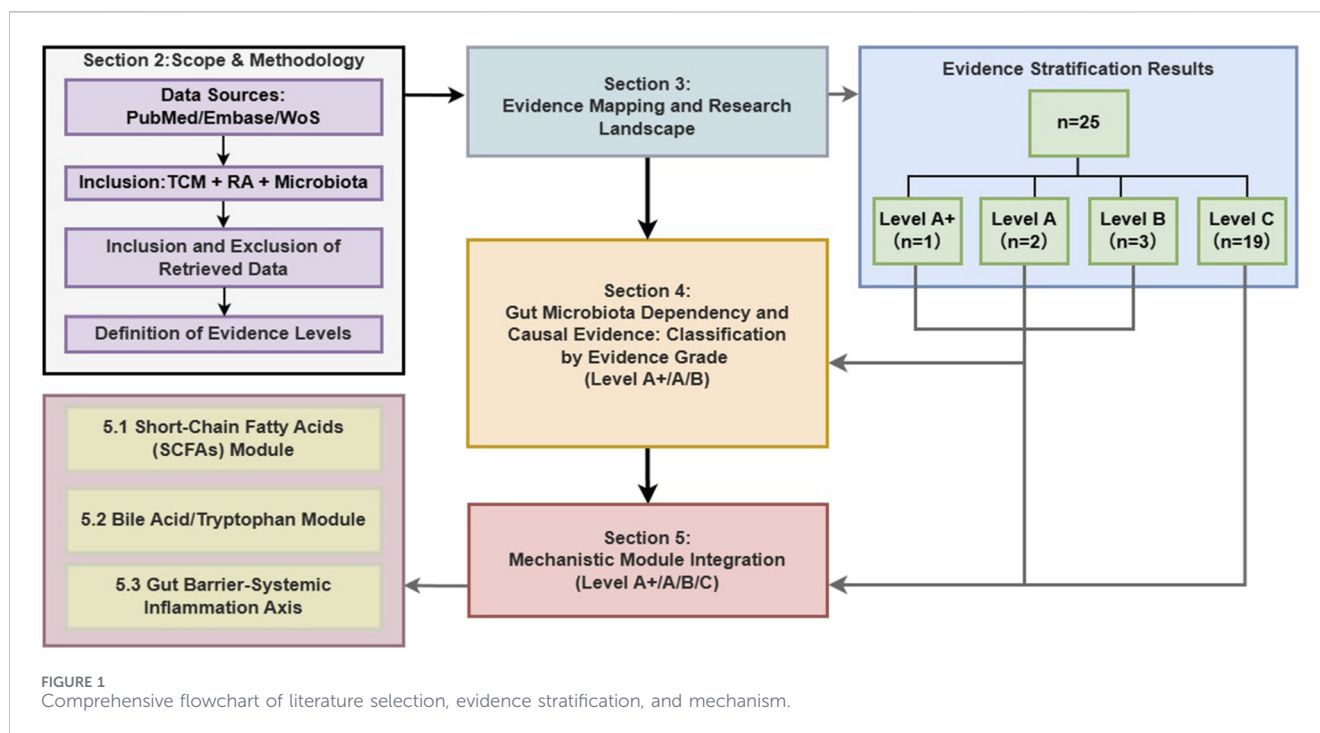 Section 2:Scope & Methodology
Data Sources:
PubMed/Embase/WoS
Inclusion:TCM + RA + Microbiota
Inclusion and Exclusion of
Retrieved Data
Definition of Evidence Levels
Section 3:
Evidence Mapping and Research
Landscape
Evidence Stratification Results
n=25
Level A+
(n=1)
Level A
(n=2)
Level B
(n=3)
Level C
(n=19)
Section 4:
Gut Microbiota Dependency and
Causal Evidence: Classification
by Evidence Grade
(Level A+/A/B)
Section 5:
Mechanistic Module Integration
(Level A+/A/B/C)
5.1 Short-Chain Fatty Acids
(SCFAs) Module
5.2 Bile Acid/Tryptophan Module
5.3 Gut Barrier-Systemic
Inflammation Axis
FIGURE 1
Comprehensive flowchart of literature selection, evidence stratification, and mechanism.